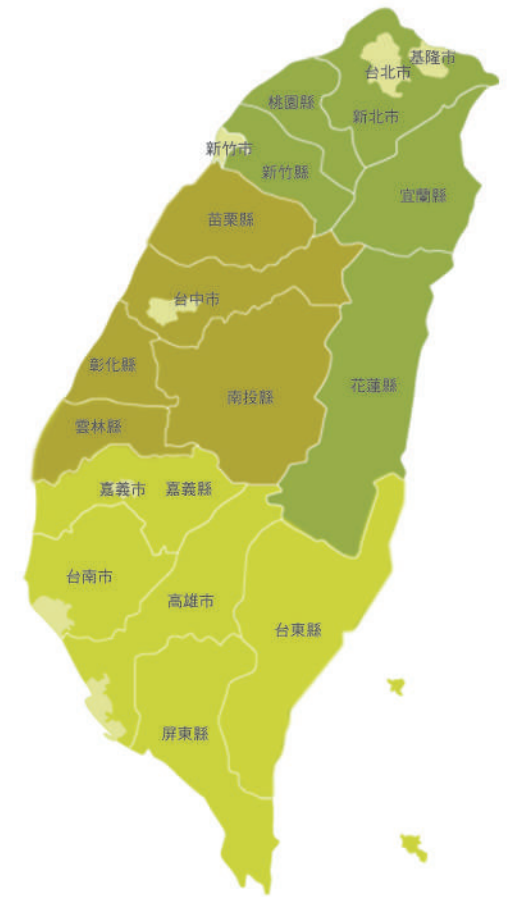 基隆市
台北市
桃園縣
新北市
新竹市
新竹縣
宜蘭縣
苗栗縣
台中市
彰化縣
花蓮縣
南投縣
雲林縣
嘉義市
嘉義縣
台南市
高雄市
台東縣
屏東縣